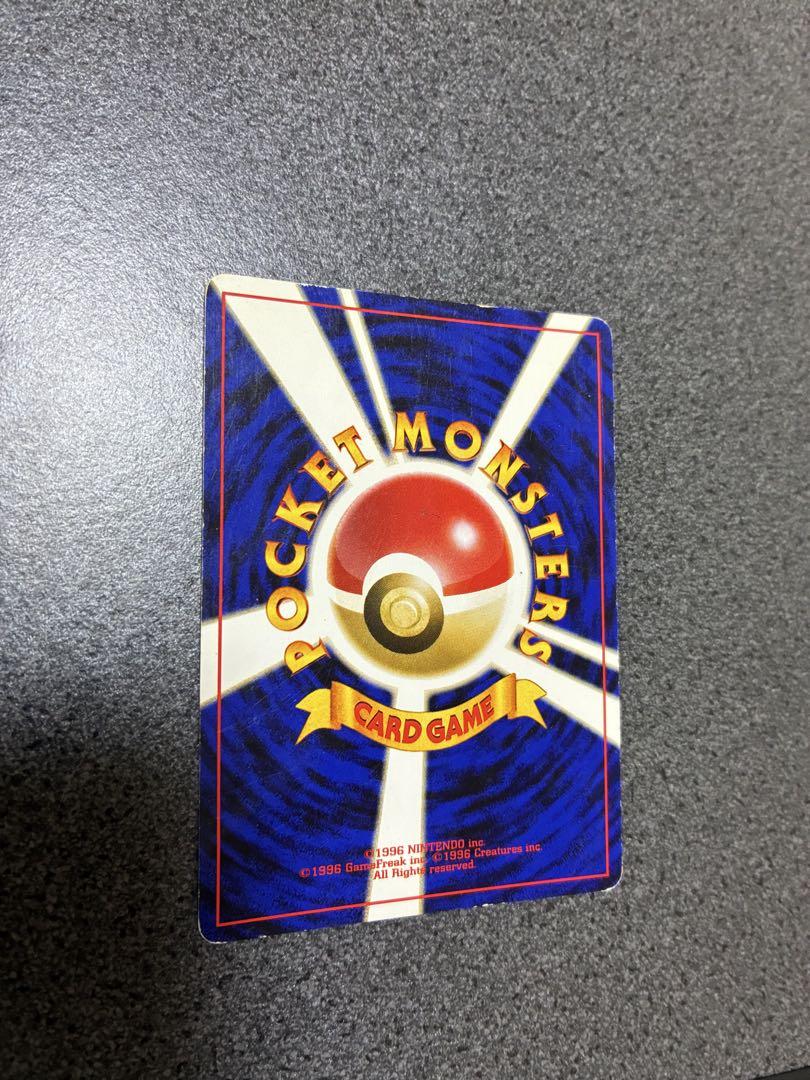 POCKET MONSTERS
CARD GAME
©1996 NINTENDO inc.
©1996 GameFreak inc. ©1996 Creatures inc.
All Rights reserved.